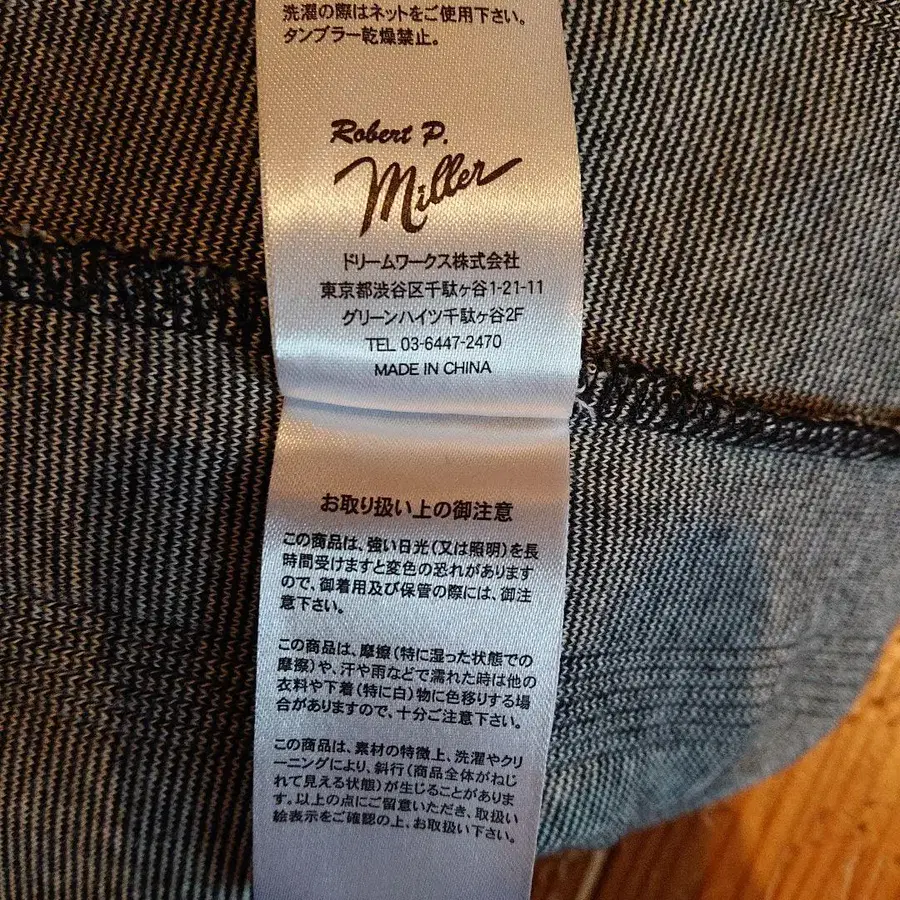 洗濯の際はネットをご使用下さい。
タンブラー乾燥禁止。
Robert P.
Miller
ドリームワークス株式会社
東京都渋谷区千駄ヶ谷1-21-11
グリーンハイツ千駄ヶ谷2F
TEL 03-6447-2470
MADE IN CHINA
お取り扱い上の御注意
この商品は、強い日光(又は照明)を長
時間受けますと変色の恐れがあります
ので、御着用及び保管の際には、御注
意下さい。
この商品は、摩擦(特に湿った状態での
摩擦)や、汗や雨などで濡れた時は他の
衣料や下着(特に白)物に色移りする場
合がありますので、十分ご注意下さい。
この商品は、素材の特徴上、洗濯やクリ
ーニングにより、斜行(商品全体がねじ
れて見える状態)が生じることがありま
す。以上の点にご留意いただき、取扱い
絵表示をご確認の上、お取扱い下さい。